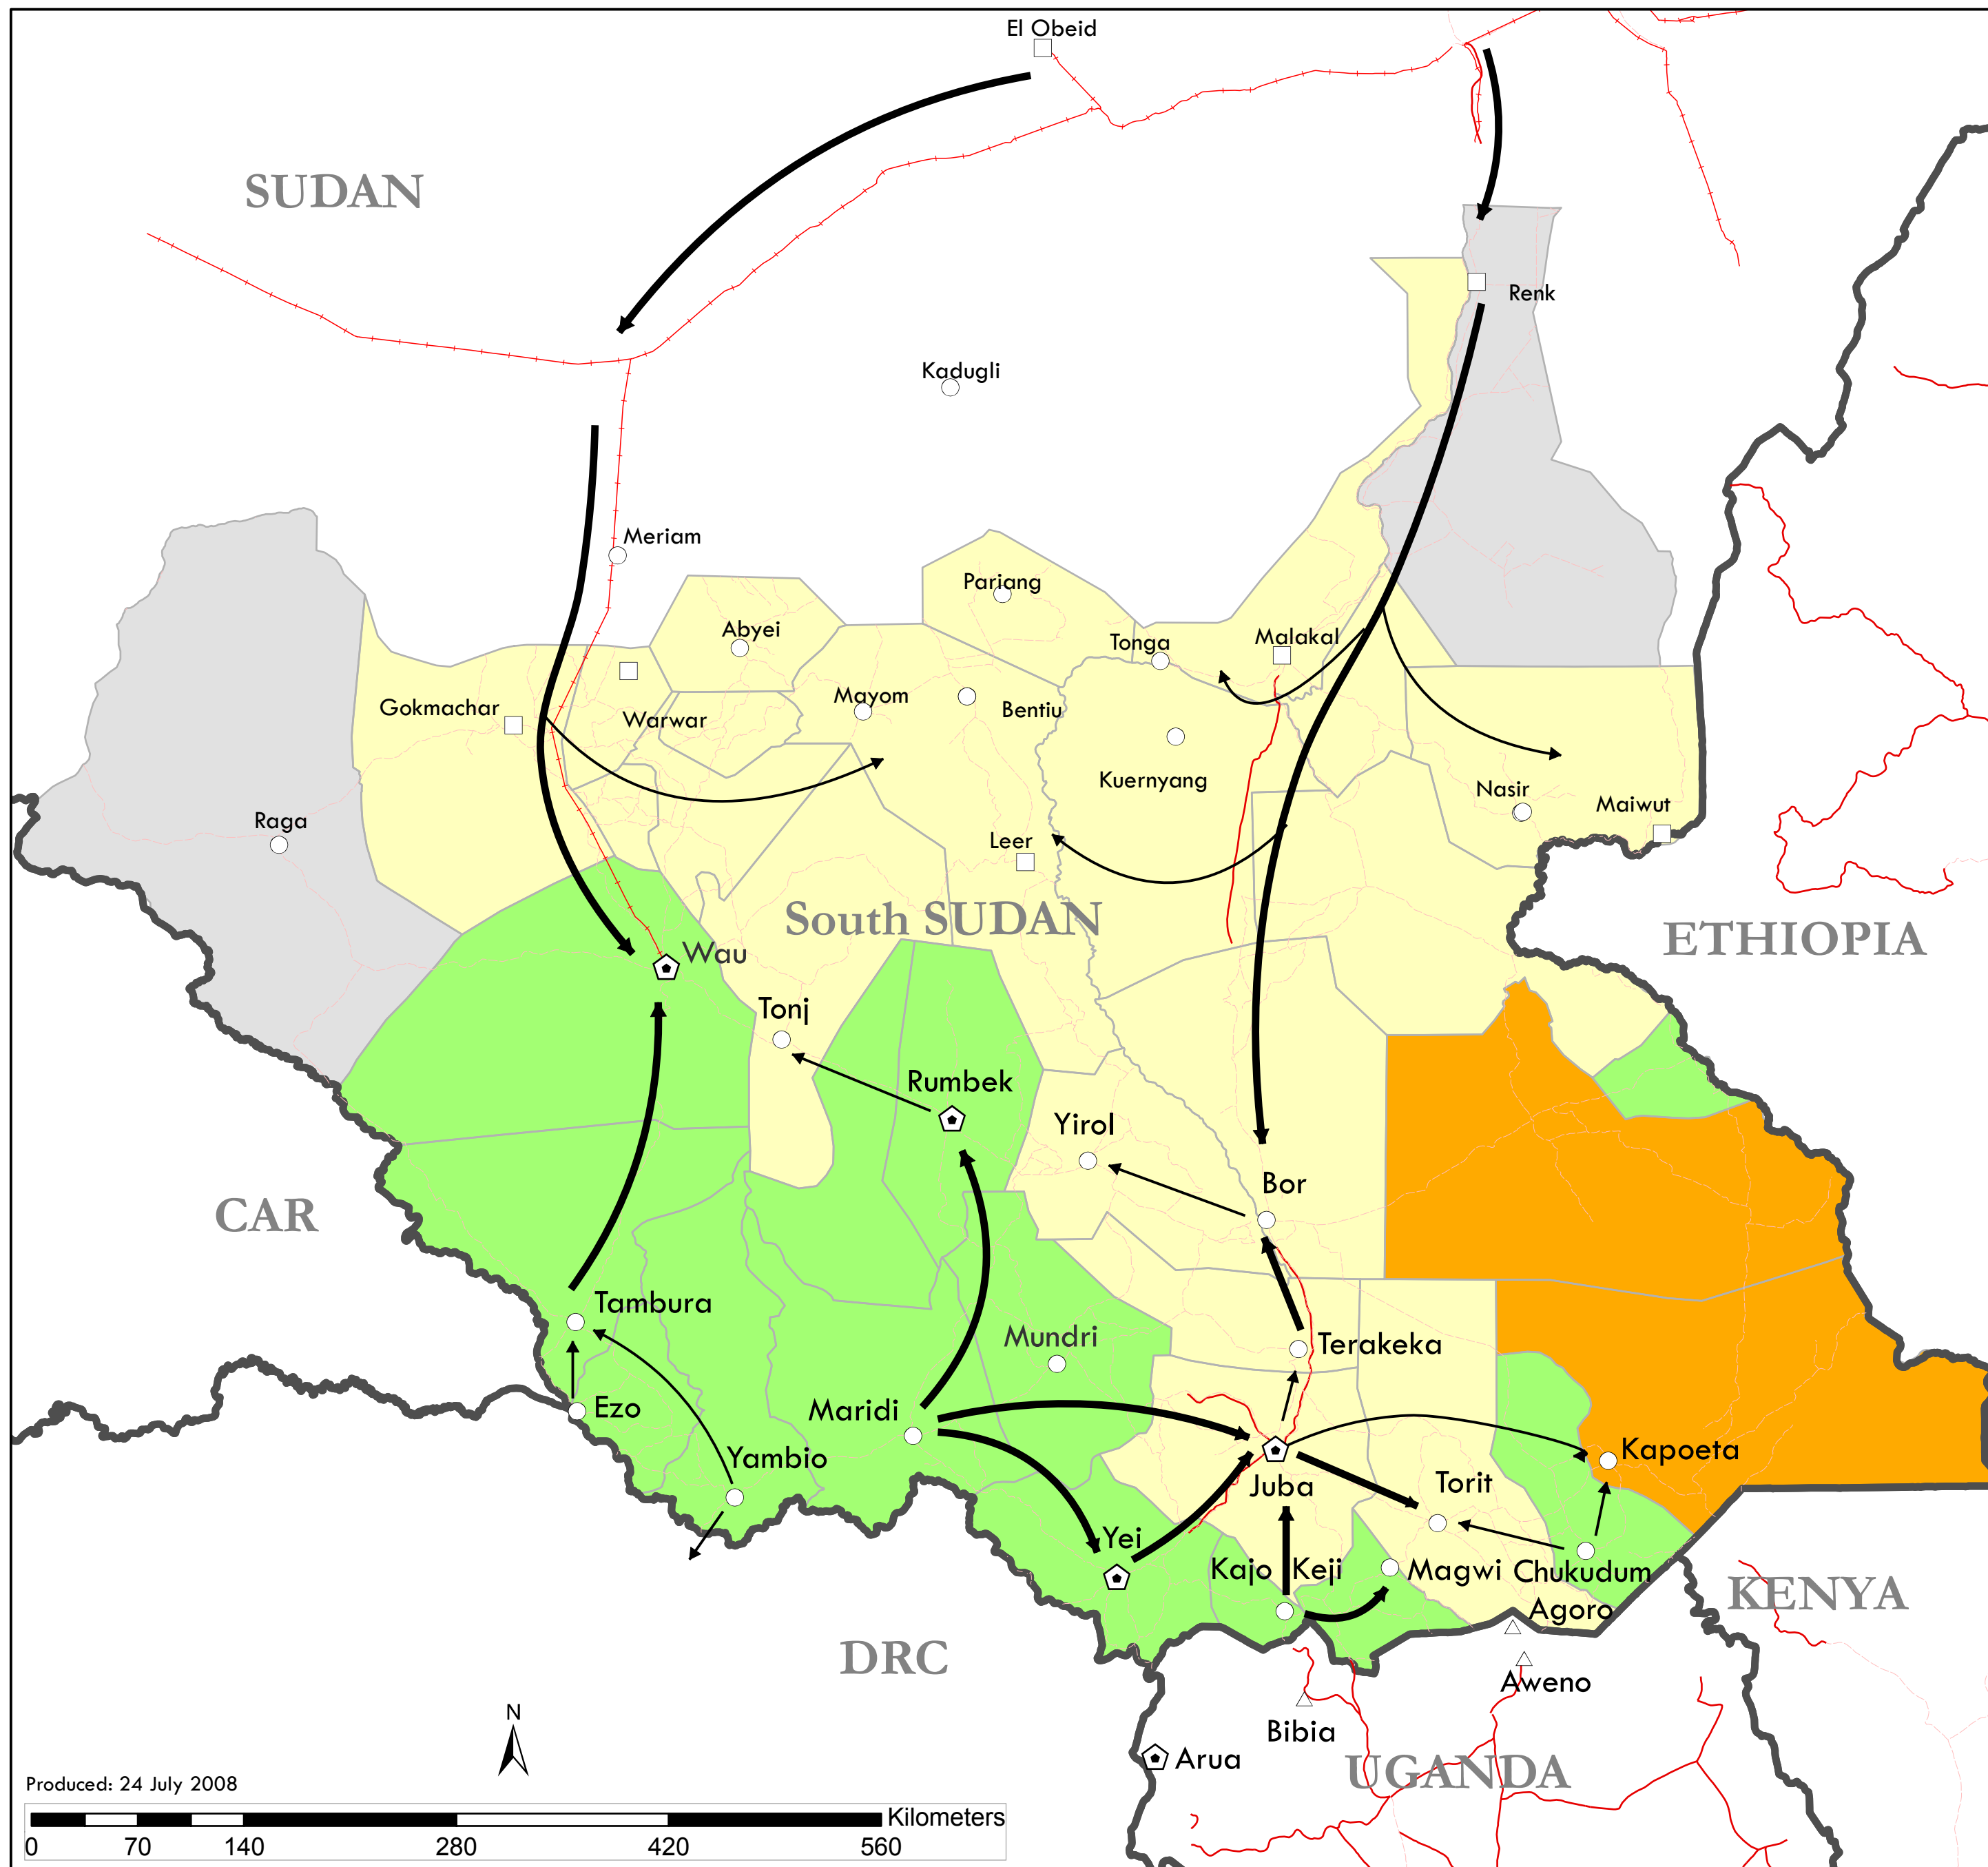 El Obeid
SUDAN
Renk
Kadugli
Meriam
Pariang
Abyei
Tonga
Malakal
Gokmachar
Warwar
Mayom
Bentiu
Kuernyang
Nasir
Maiwut
Raga
Leer
South SUDAN
ETHIOPIA
Wau
Tonj
Rumbek
Yirol
Bor
CAR
Tambura
Mundri
Terakeka
Ezo
Maridi
Yambio
Kapoeta
Juba
Torit
Yei
Kajo Keji
Magwi
Chukudum
KENYA
Agoro
DRC
Aweno
Bibia
Arua
UGANDA
N
Produced: 24 July 2008
Kilometers
0 70 140 280 420 560